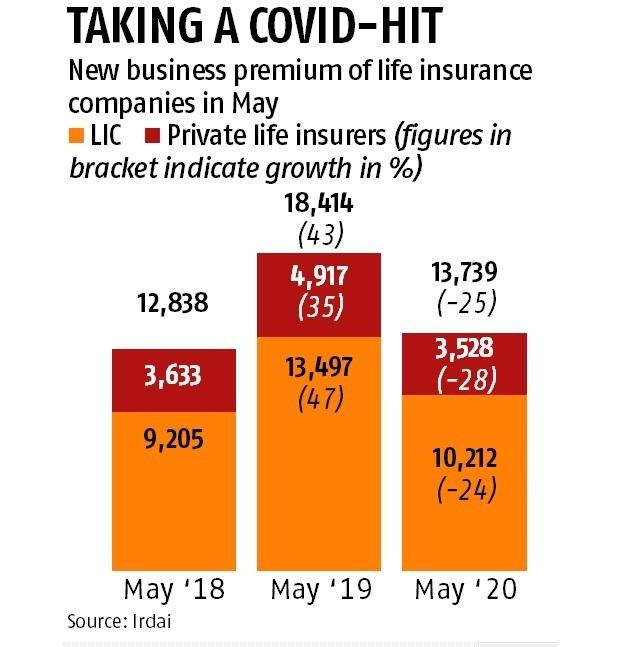 TAKING A COVID-HIT
New business premium of life insurance
companies in May
LIC Private life insurers (figures in
bracket indicate growth in %)
12,838
3,633
9,205
18,414
(43)
4,917
(35)
13,497
(47)
13,739
(-25)
3,528
(-28)
10,212
(-24)
May ‘18 May ‘19 May ‘20
Source: Irdai